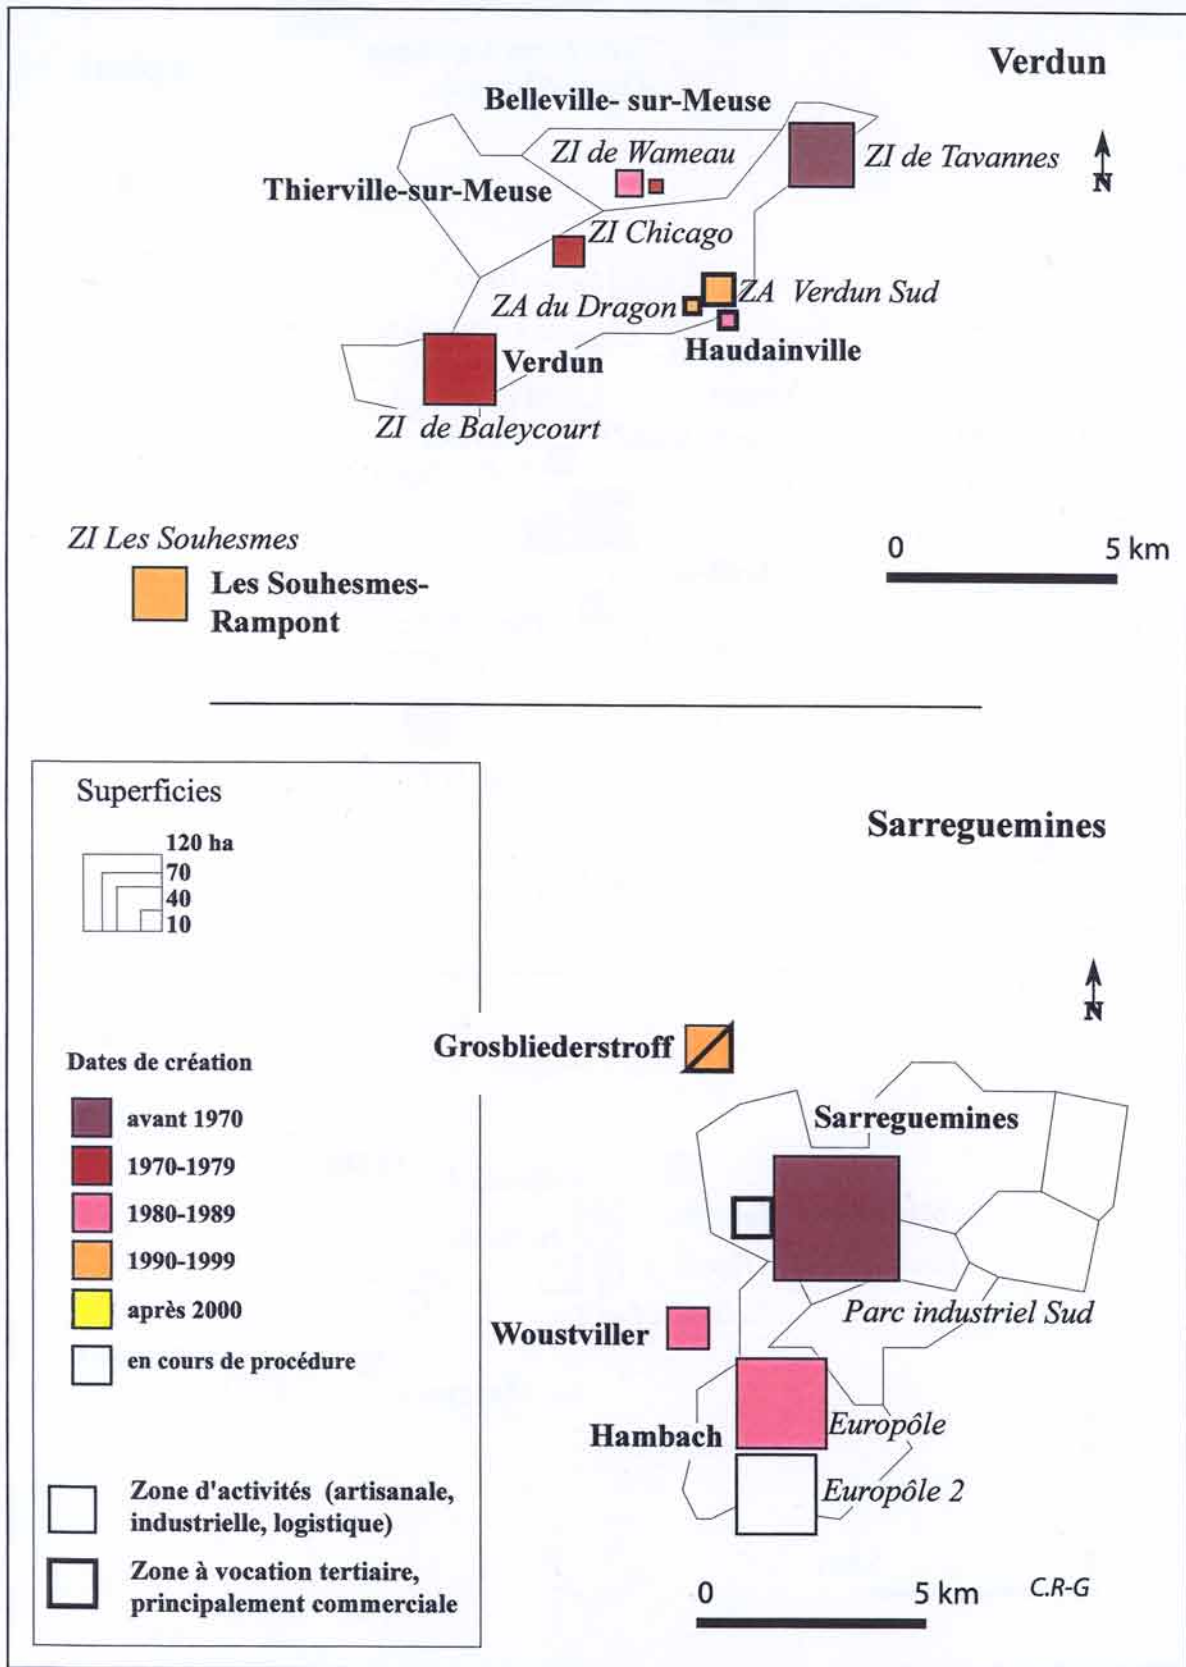 Verdun
Belleville- sur-Meuse
ZI de Wameau
ZI de Tavannes
N
Thierville-sur-Meuse
ZI Chicago
ZA du Dragon
ZA Verdun Sud
Haudainville
Verdun
ZI de Baleycourt
ZI Les Souhesmes
Les Souhesmes-
Rampont
0 5 km
Superficies
120 ha
70
40
10
Dates de création
avant 1970
1970-1979
1980-1989
1990-1999
après 2000
en cours de procédure
Zone d'activités (artisanale,
industrielle, logistique)
Zone à vocation tertiaire,
principalement commerciale
Sarreguemines
N
Grosbliederstroff
Sarreguemines
Parc industriel Sud
Woustviller
Hambach
Europôle
Europôle 2
0 5 km
C.R-G